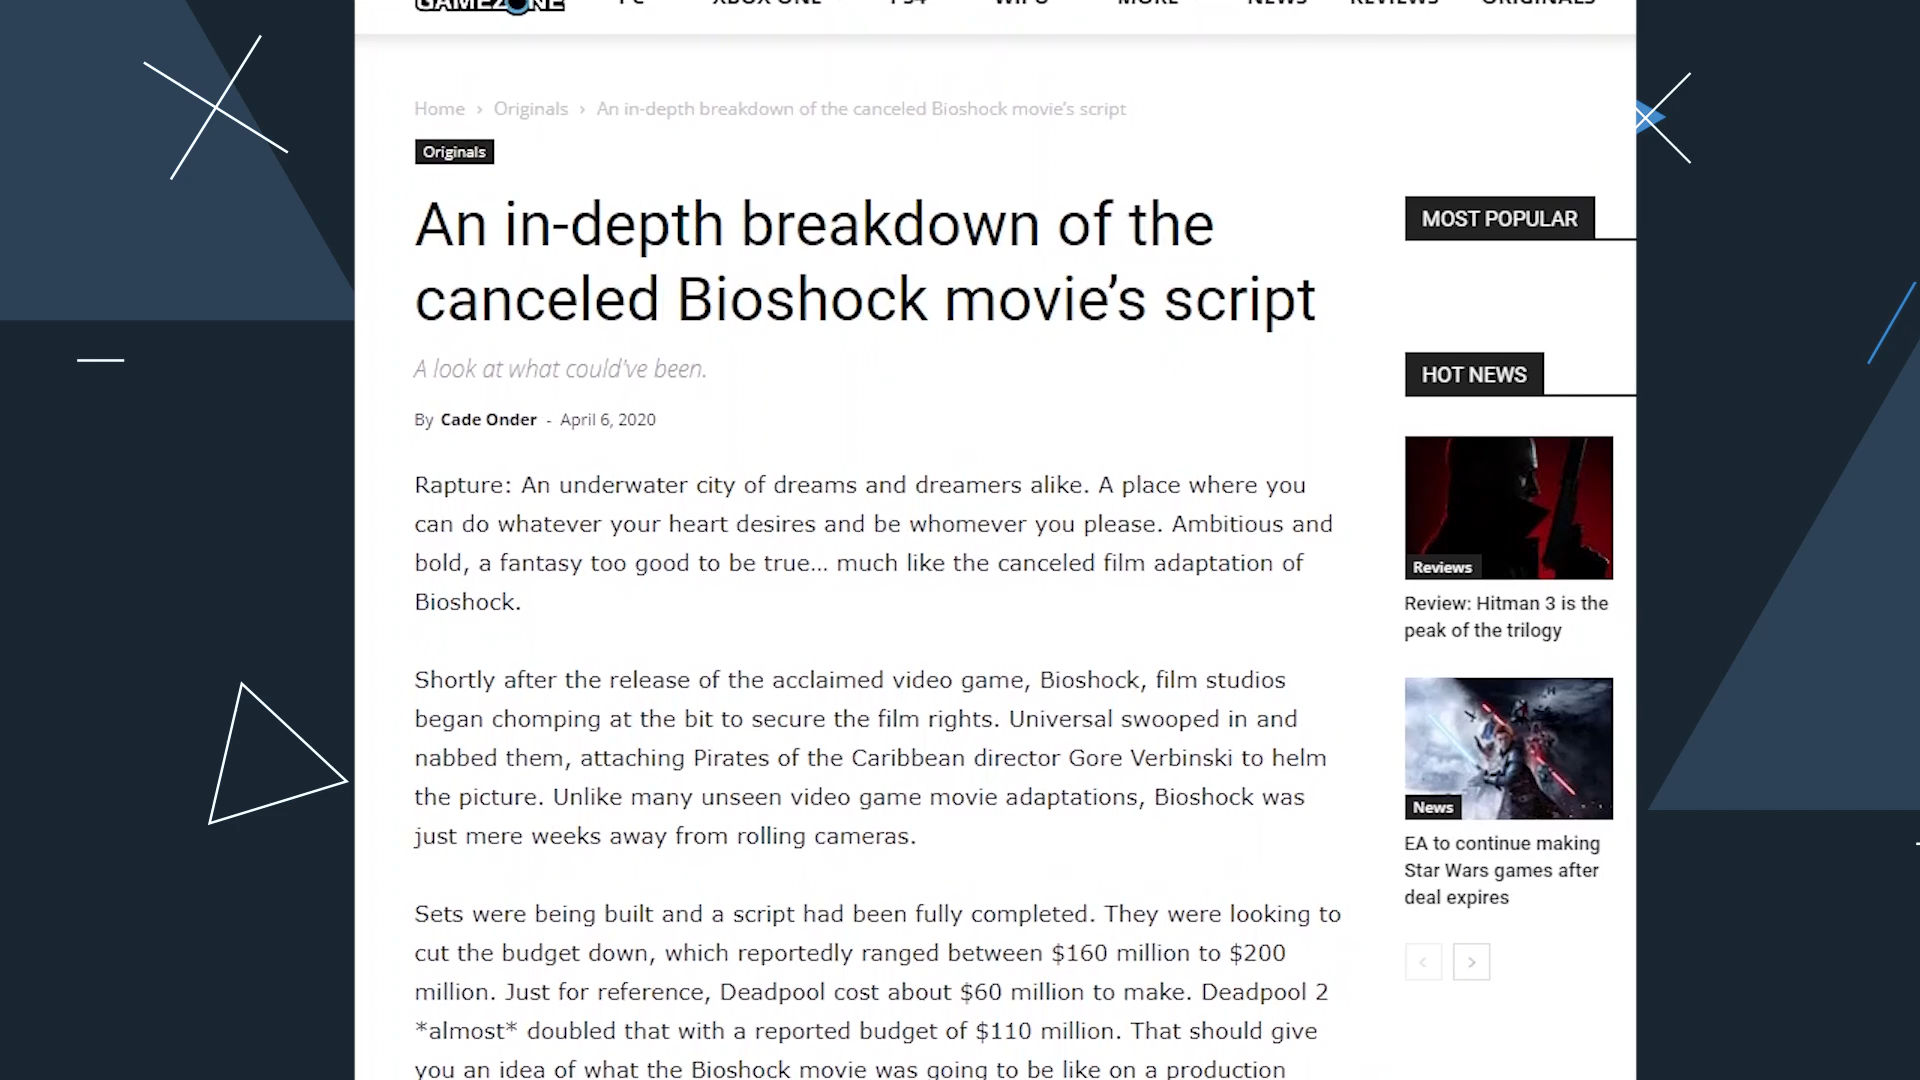 GAMEZONE PC XBOX ONE PS4 WIFU MORE NEWS REVIEWS ORIGINALS
Home › Originals › An in-depth breakdown of the canceled Bioshock movie's script
Originals
An in-depth breakdown of the
canceled Bioshock movie’s script
A look at what could've been.
By Cade Onder - April 6, 2020
Rapture: An underwater city of dreams and dreamers alike. A place where you
can do whatever your heart desires and be whomever you please. Ambitious and
bold, a fantasy too good to be true… much like the canceled film adaptation of
Bioshock.
Shortly after the release of the acclaimed video game, Bioshock, film studios
began chomping at the bit to secure the film rights. Universal swooped in and
nabbed them, attaching Pirates of the Caribbean director Gore Verbinski to helm
the picture. Unlike many unseen video game movie adaptations, Bioshock was
just mere weeks away from rolling cameras.
Sets were being built and a script had been fully completed. They were looking to
cut the budget down, which reportedly ranged between $160 million to $200
million. Just for reference, Deadpool cost about $60 million to make. Deadpool 2
*almost* doubled that with a reported budget of $110 million. That should give
you an idea of what the Bioshock movie was going to be like on a production
MOST POPULAR
HOT NEWS
Reviews
Review: Hitman 3 is the
peak of the trilogy
News
EA to continue making
Star Wars games after
deal expires